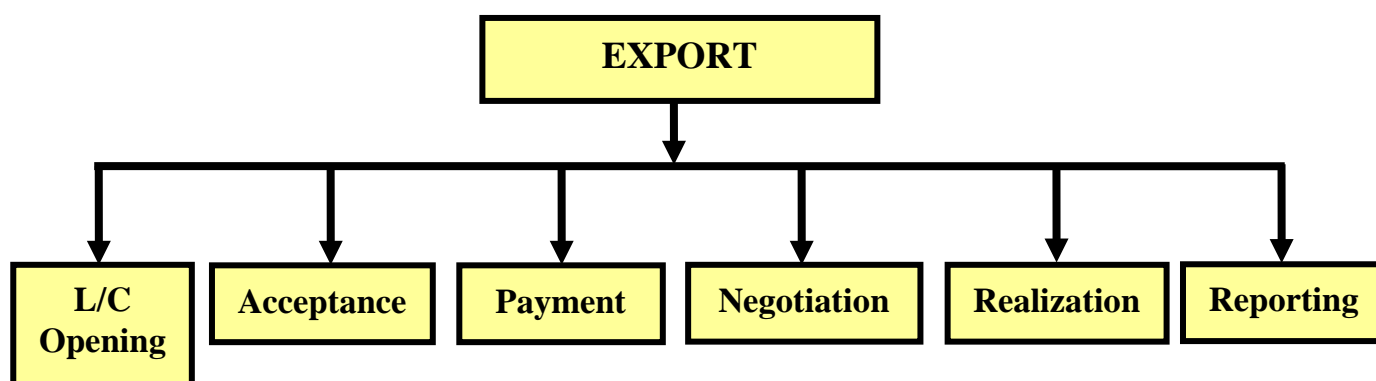 EXPORT
L/C
Opening
Acceptance
Payment
Negotiation
Realization
Reporting